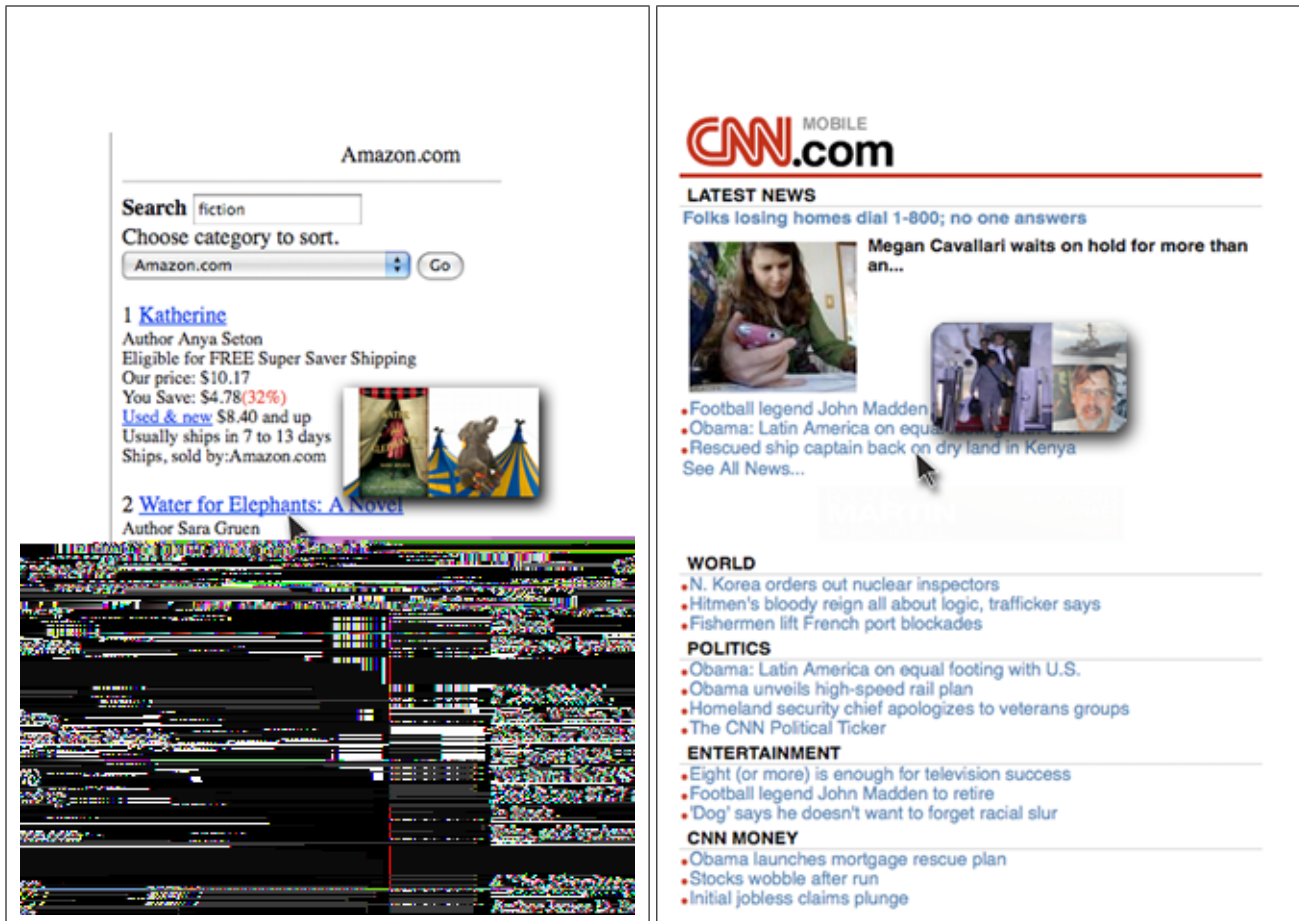 Amazon.com
Search fiction
Choose category to sort.
Amazon.com Go
1 Katherine
Author Anya Seton
Eligible for FREE Super Saver Shipping
Our price: $10.17
You Save: $4.78(32%)
Used & new $8.40 and up
Usually ships in 7 to 13 days
Ships, sold by:Amazon.com
2 Water for Elephants: A Novel
Author Sara Gruen
CNN.com MOBILE
LATEST NEWS
Folks losing homes dial 1-800; no one answers
Megan Cavallari waits on hold for more than
an...
Football legend John Madden
Obama: Latin America on
Rescued ship captain back on dry land in Kenya
See All News...
WORLD
N. Korea orders out nuclear inspectors
Hitmen's bloody reign all about logic, trafficker says
Fishermen lift French port blockades
POLITICS
Obama: Latin America on equal footing with U.S.
Obama unveils high-speed rail plan
Homeland security chief apologizes to veterans groups
The CNN Political Ticker
ENTERTAINMENT
Eight (or more) is enough for television success
Football legend John Madden to retire
'Dog' says he doesn't want to forget racial slur
CNN MONEY
Obama launches mortgage rescue plan
Stocks wobble after run
Initial jobless claims plunge